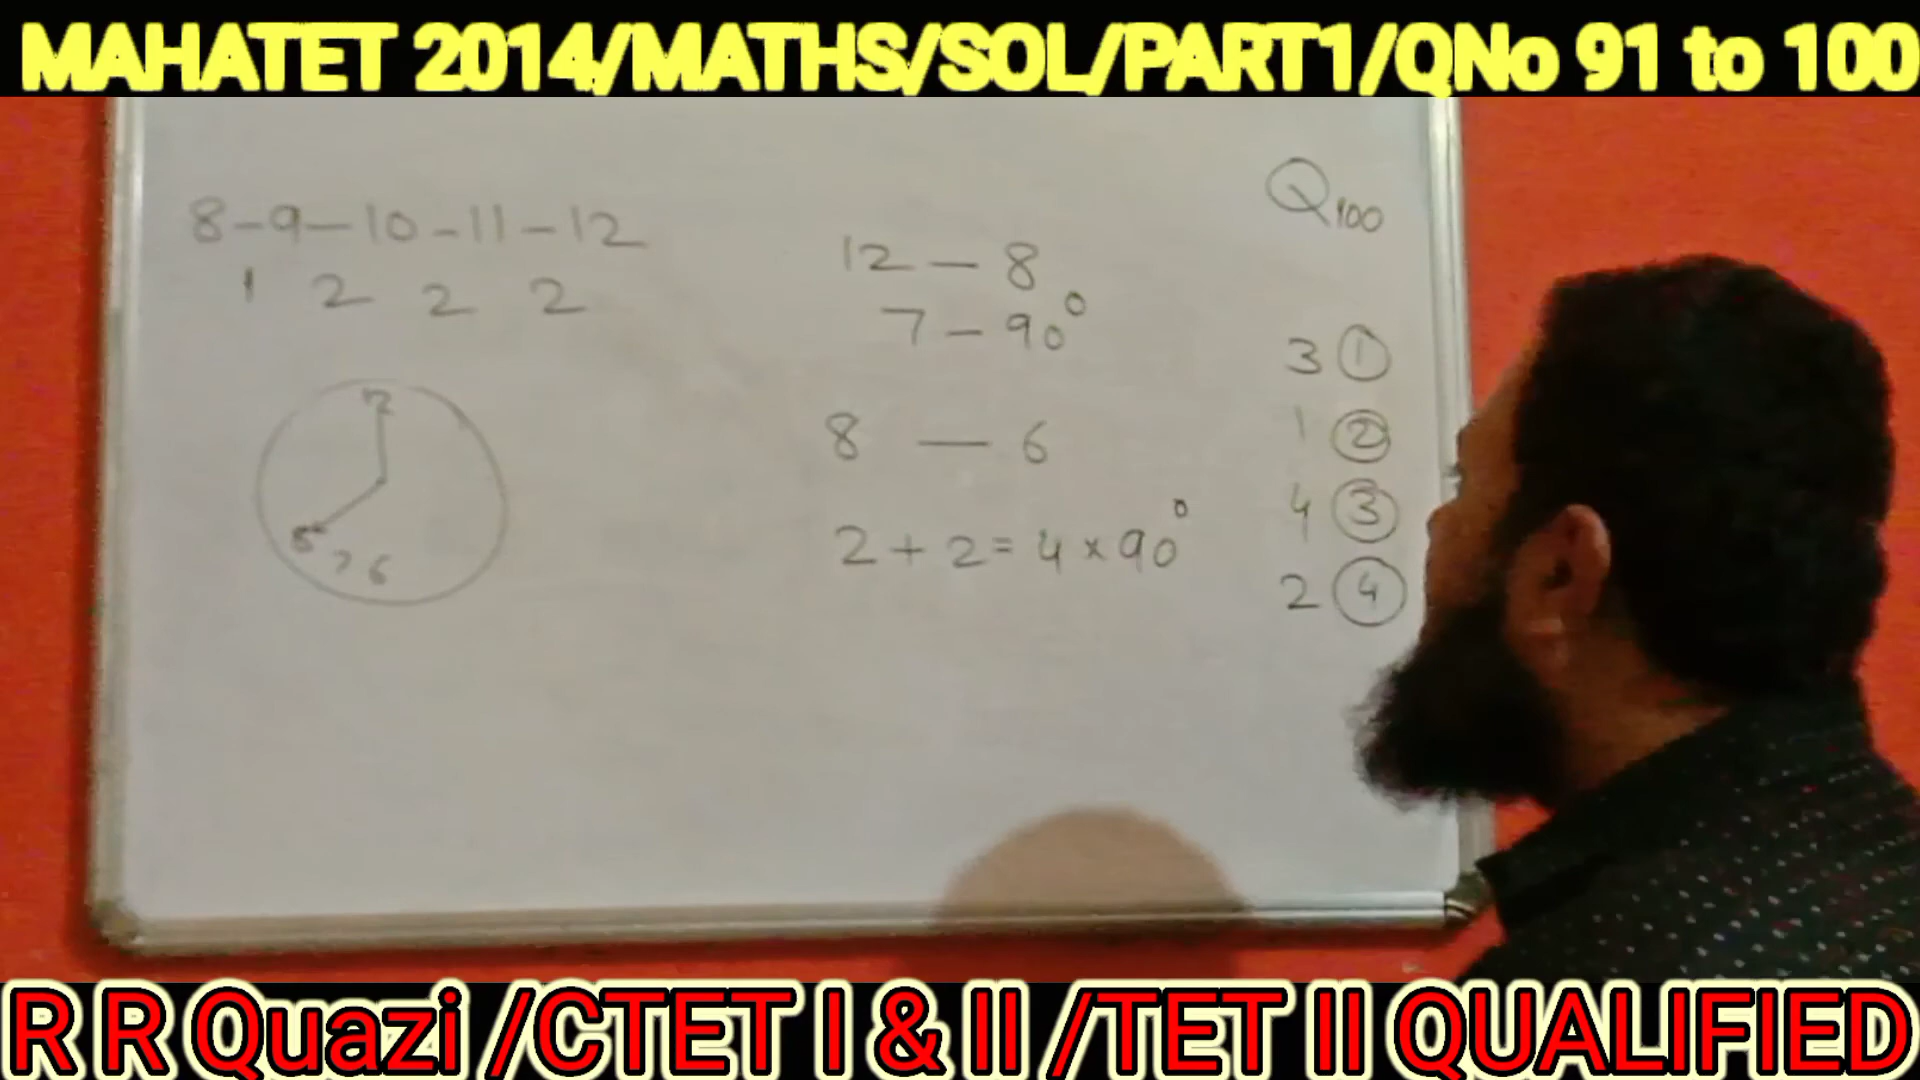 MAHATET 2014/MATHS/SOL/PART1/QNo 91 to 100
8-9-10-11-12
1 2 2 2
12
8
7 6
12 - 8
7 - 90°
8 - 6
2 + 2 = 4 × 90°
Q100
3 ①
1 ②
4 ③
2 ④
R R Quazi /CTET I & II /TET II QUALIFIED